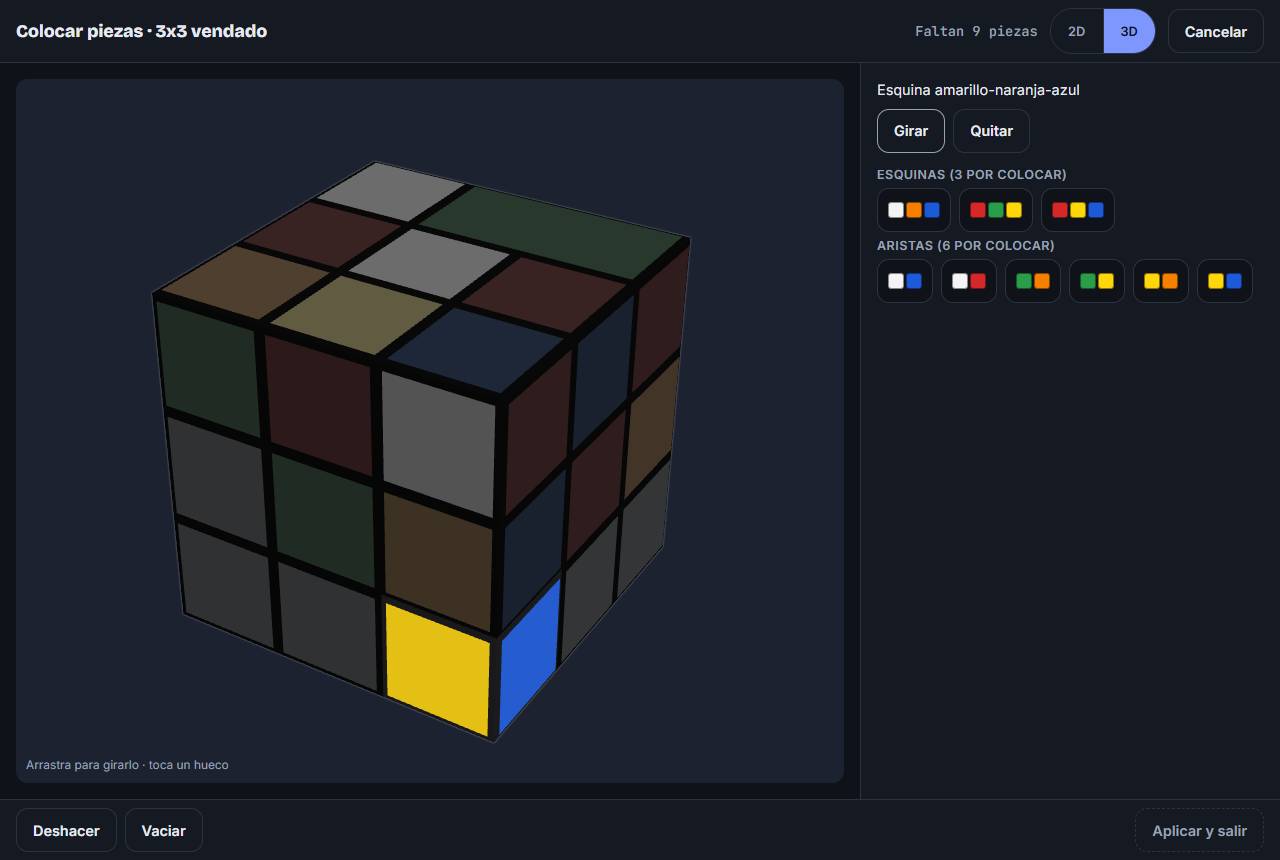 Colocar piezas · 3x3 vendado
Faltan 9 piezas
2D
3D
Cancelar
Esquina amarillo-naranja-azul
Girar
Quitar
ESQUINAS (3 POR COLOCAR)
ARISTAS (6 POR COLOCAR)
Arrastra para girarlo · toca un hueco
Deshacer
Vaciar
Aplicar y salir